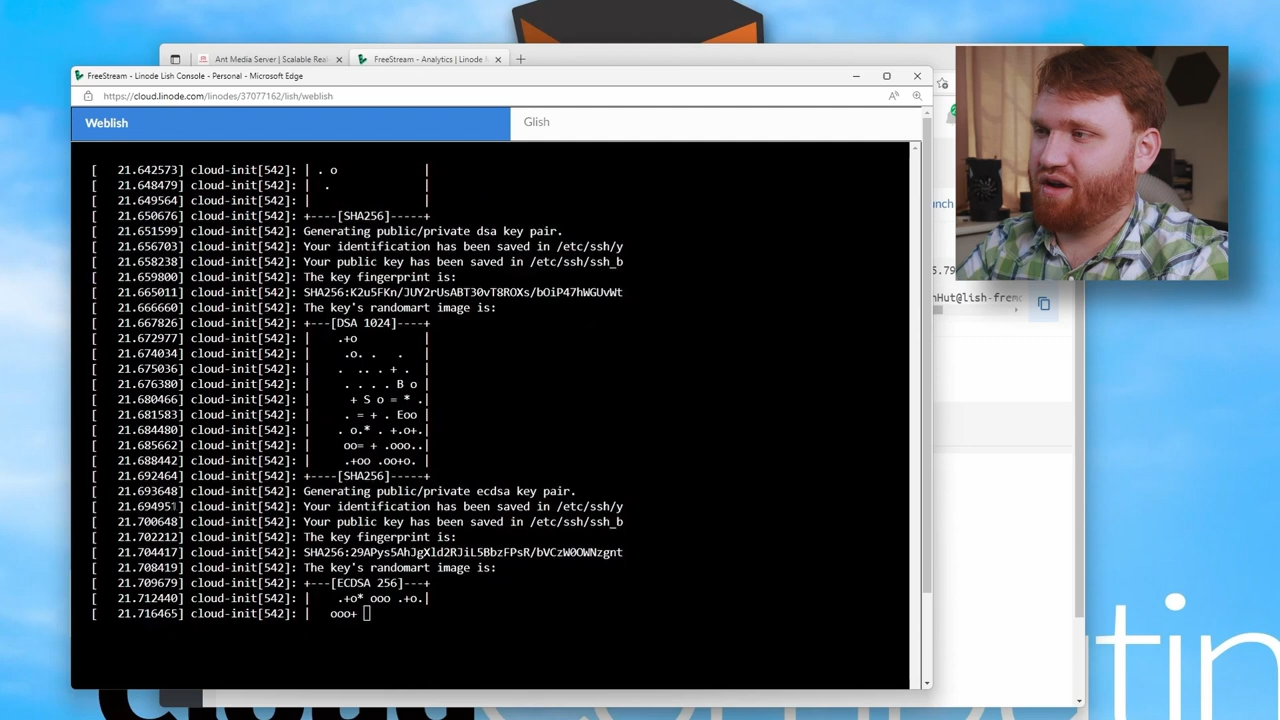 Ant Media Server | Scalable Real
FreeStream - Analytics | Linode
FreeStream - Linode Lish Console - Personal - Microsoft Edge
https://cloud.linode.com/linodes/37077162/lish/weblish
Weblish
Glish
[   21.642573] cloud-init[542]: | . o             |
[   21.648479] cloud-init[542]: |  .              |
[   21.649564] cloud-init[542]: |                 |
[   21.650676] cloud-init[542]: +----[SHA256]-----+
[   21.651599] cloud-init[542]: Generating public/private dsa key pair.
[   21.656703] cloud-init[542]: Your identification has been saved in /etc/ssh/y
[   21.658238] cloud-init[542]: Your public key has been saved in /etc/ssh/ssh_b
[   21.659800] cloud-init[542]: The key fingerprint is:
[   21.665011] cloud-init[542]: SHA256:K2u5FKn/JUY2rUsABT30vT8ROXs/bOiP47hWGUvWt
[   21.666660] cloud-init[542]: The key's randomart image is:
[   21.667826] cloud-init[542]: +---[DSA 1024]----+
[   21.672977] cloud-init[542]: |    .+o          |
[   21.674034] cloud-init[542]: |     .o. .   .   |
[   21.675036] cloud-init[542]: |    .  .. . + .  |
[   21.676380] cloud-init[542]: |     . . . . B o |
[   21.680466] cloud-init[542]: |      + S o = * .|
[   21.681583] cloud-init[542]: |     . = + . Eoo |
[   21.684480] cloud-init[542]: |    . o.* . +.o+.|
[   21.685662] cloud-init[542]: |     oo= + .ooo..|
[   21.688442] cloud-init[542]: |     .+oo .oo+o. |
[   21.692464] cloud-init[542]: +----[SHA256]-----+
[   21.693648] cloud-init[542]: Generating public/private ecdsa key pair.
[   21.694951] cloud-init[542]: Your identification has been saved in /etc/ssh/y
[   21.700648] cloud-init[542]: Your public key has been saved in /etc/ssh/ssh_b
[   21.702212] cloud-init[542]: The key fingerprint is:
[   21.704417] cloud-init[542]: SHA256:29APys5AhJgXld2RJiL5BbzFPsR/bVCzW0OWNzgnt
[   21.708419] cloud-init[542]: The key's randomart image is:
[   21.709679] cloud-init[542]: +---[ECDSA 256]---+
[   21.712440] cloud-init[542]: |    .+o* ooo .+o.|
[   21.716465] cloud-init[542]: |   ooo+
unch
5.79
nHut@lish-frem
tin